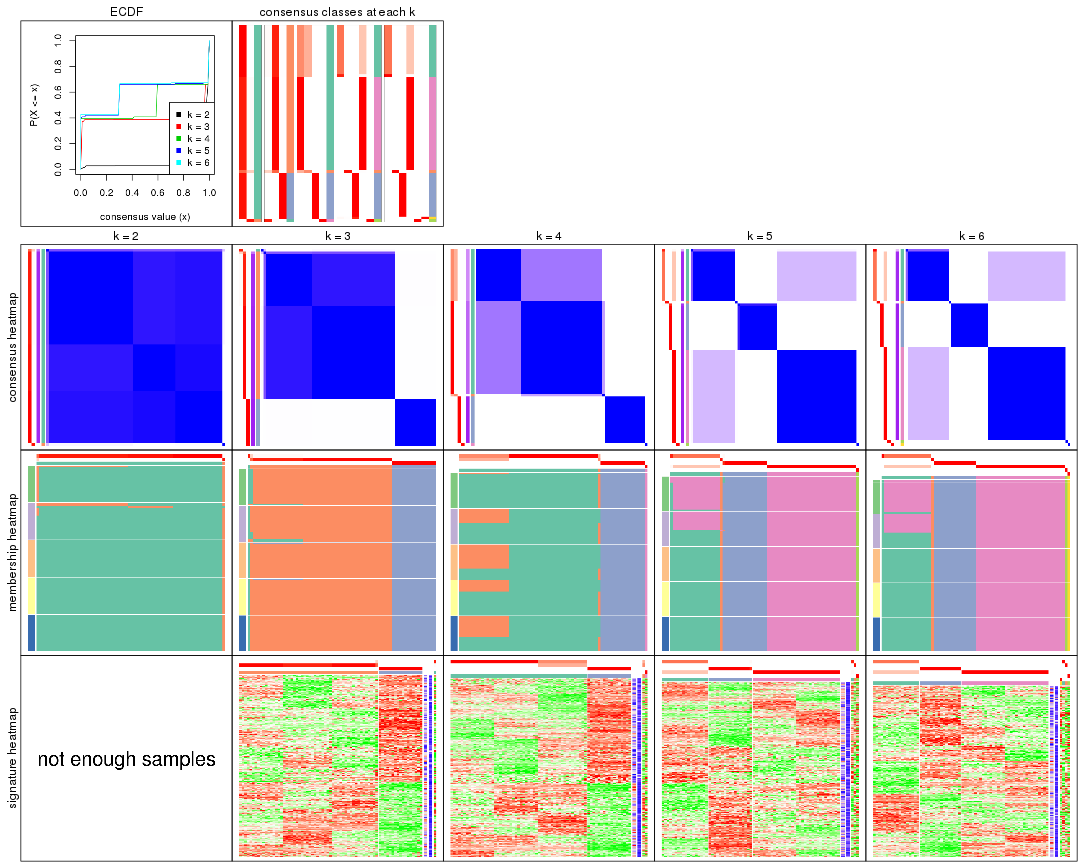 ECDF
consensus classes at each k
P(X <= x)
0.0 0.2 0.4 0.6 0.8 1.0
k = 2
k = 3
k = 4
k = 5
k = 6
0.0 0.2 0.4 0.6 0.8 1.0
consensus value (x)
k = 2
k = 3
k = 4
k = 5
k = 6
consensus heatmap
membership heatmap
signature heatmap
not enough samples